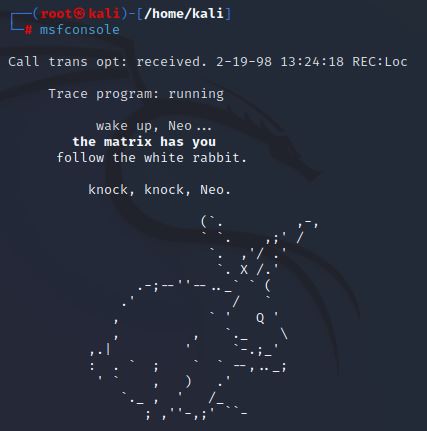 ┌──(root㉿kali)-[/home/kali]
└─# msfconsole
Call trans opt: received. 2-19-98 13:24:18 REC:Loc
Trace program: running
wake up, Neo...
the matrix has you
follow the white rabbit.
knock, knock, Neo.
(`.         ,-,
` `.    ,;' /
`.  ,'/ .'
`. X /.'
.-;--''--.._` ` (
.'            /   `
,           ` '   Q '
,         ,   `._    \
,.|         '     `-.;_'
:  . `  ;    `  ` --,.._;
' `    ,   )   .'
`._ ,  '   /_
; ,''-,;' ``-